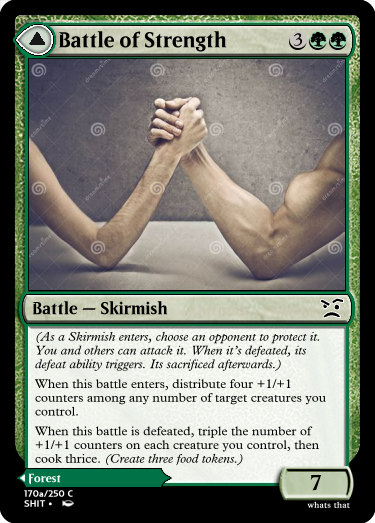 Battle of Strength 3
Battle — Skirmish
(As a Skirmish enters, choose an opponent to protect it.
You and others can attack it. When it's defeated, its
defeat ability triggers. Its sacrificed afterwards.)
When this battle enters, distribute four +1/+1
counters among any number of target creatures you
control.
When this battle is defeated, triple the number of
+1/+1 counters on each creature you control, then
cook thrice. (Create three food tokens.)
Forest
7
170a/250 C
SHIT •
whats that